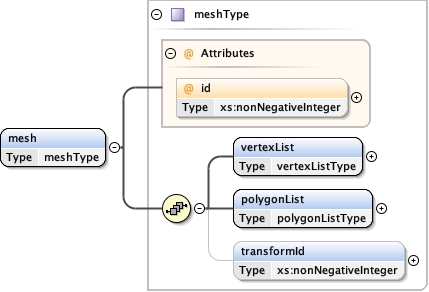 meshType
@ Attributes
@ id
Type xs:nonNegativeInteger
mesh
Type meshType
vertexList
Type vertexListType
polygonList
Type polygonListType
transformId
Type xs:nonNegativeInteger